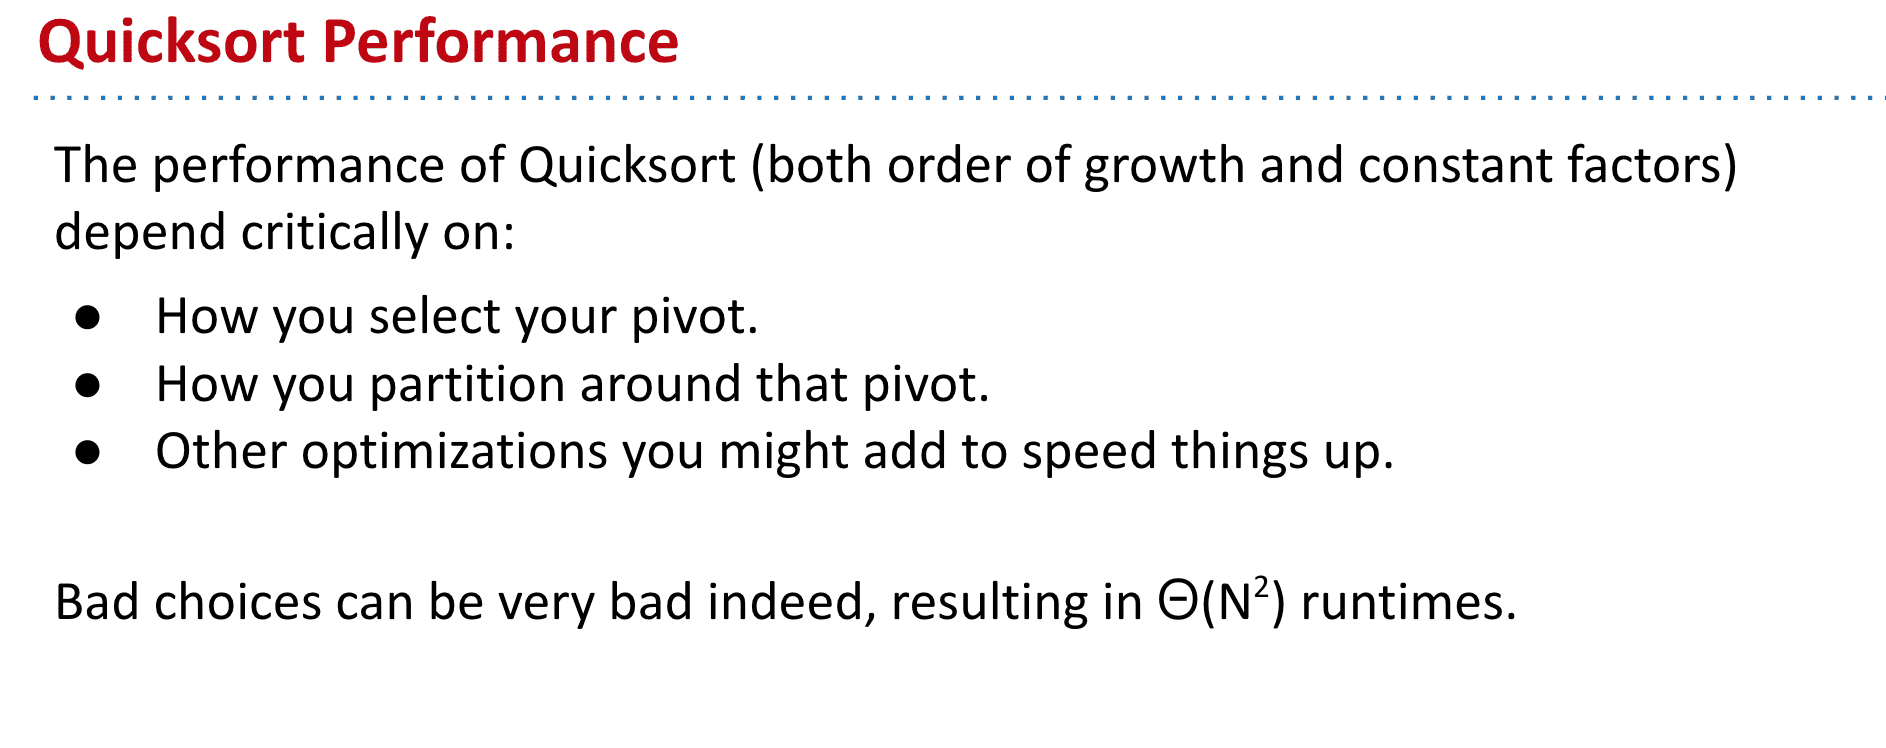 Quicksort Performance
The performance of Quicksort (both order of growth and constant factors)
depend critically on:
● How you select your pivot.
● How you partition around that pivot.
● Other optimizations you might add to speed things up.
Bad choices can be very bad indeed, resulting in Θ(N²) runtimes.